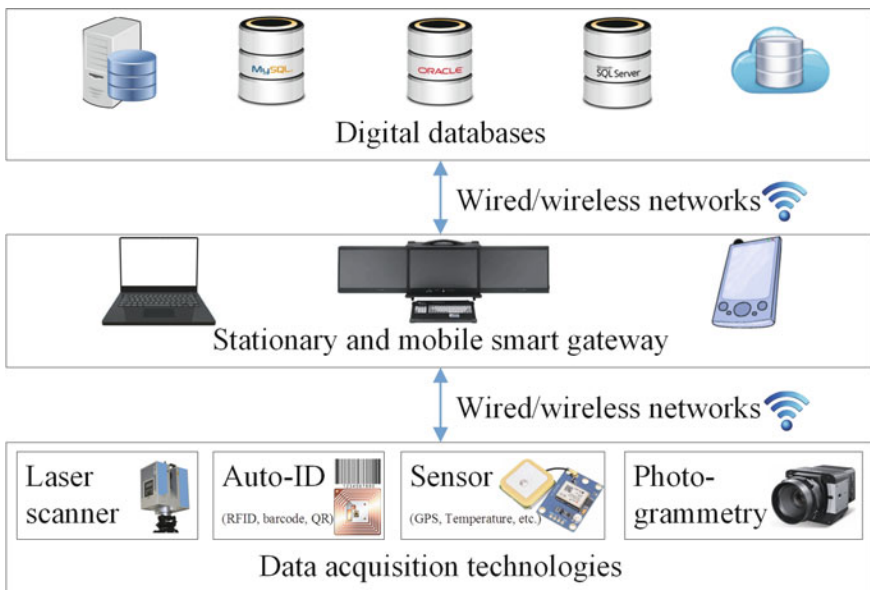 MySQL
ORACLE
SQL Server
Digital databases
Wired/wireless networks
Stationary and mobile smart gateway
Wired/wireless networks
Laser
scanner
Auto-ID
(RFID, barcode, QR)
Sensor
(GPS, Temperature, etc.)
Photo-
grammetry
Data acquisition technologies